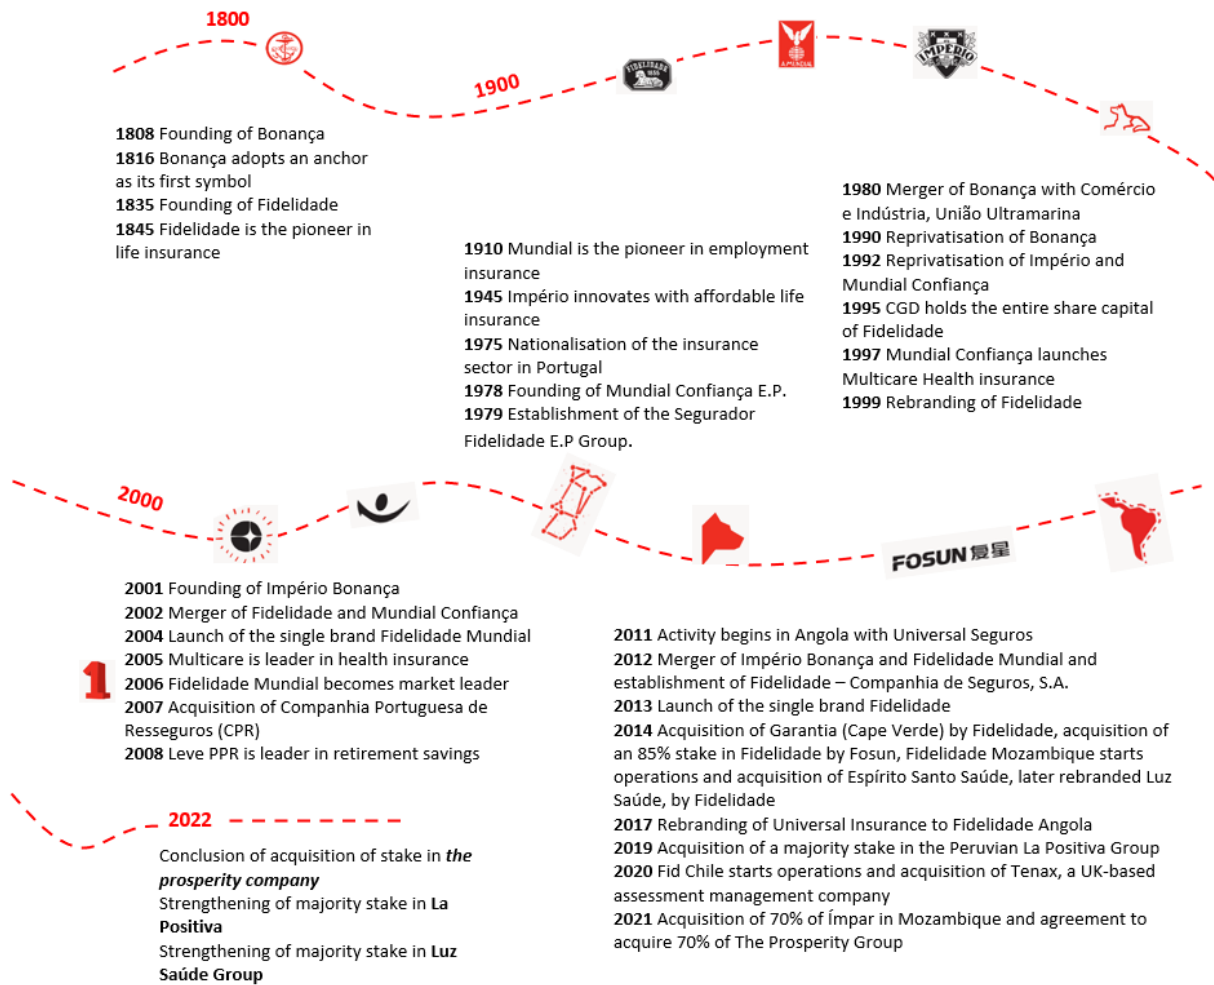 1800
1900
FIDELIDADE
1835
IMPÉRIO
1808 Founding of Bonança
1816 Bonança adopts an anchor
as its first symbol
1835 Founding of Fidelidade
1845 Fidelidade is the pioneer in
life insurance
1910 Mundial is the pioneer in employment
insurance
1945 Império innovates with affordable life
insurance
1975 Nationalisation of the insurance
sector in Portugal
1978 Founding of Mundial Confiança E.P.
1979 Establishment of the Segurador
Fidelidade E.P Group.
1980 Merger of Bonança with Comércio
e Indústria, União Ultramarina
1990 Reprivatisation of Bonança
1992 Reprivatisation of Império and
Mundial Confiança
1995 CGD holds the entire share capital
of Fidelidade
1997 Mundial Confiança launches
Multicare Health insurance
1999 Rebranding of Fidelidade
2000
FOSUN 复星
2001 Founding of Império Bonança
2002 Merger of Fidelidade and Mundial Confiança
2004 Launch of the single brand Fidelidade Mundial
2005 Multicare is leader in health insurance
1
2006 Fidelidade Mundial becomes market leader
2007 Acquisition of Companhia Portuguesa de
Resseguros (CPR)
2008 Leve PPR is leader in retirement savings
2011 Activity begins in Angola with Universal Seguros
2012 Merger of Império Bonança and Fidelidade Mundial and
establishment of Fidelidade – Companhia de Seguros, S.A.
2013 Launch of the single brand Fidelidade
2014 Acquisition of Garantia (Cape Verde) by Fidelidade, acquisition of
an 85% stake in Fidelidade by Fosun, Fidelidade Mozambique starts
operations and acquisition of Espírito Santo Saúde, later rebranded Luz
Saúde, by Fidelidade
2017 Rebranding of Universal Insurance to Fidelidade Angola
2019 Acquisition of a majority stake in the Peruvian La Positiva Group
2020 Fid Chile starts operations and acquisition of Tenax, a UK-based
assessment management company
2021 Acquisition of 70% of Ímpar in Mozambique and agreement to
acquire 70% of The Prosperity Group
2022
Conclusion of acquisition of stake in the
prosperity company
Strengthening of majority stake in La
Positiva
Strengthening of majority stake in Luz
Saúde Group